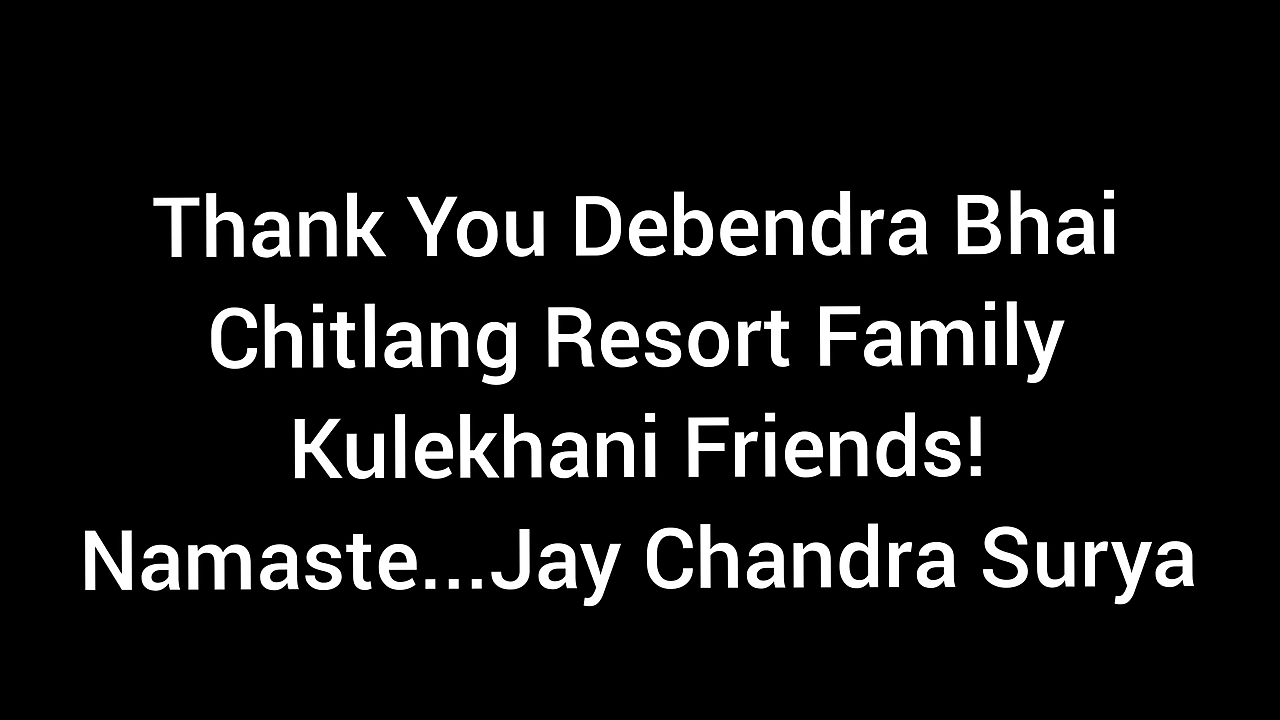 Thank You Debendra Bhai
Chitlang Resort Family
Kulekhani Friends!
Namaste...Jay Chandra Surya